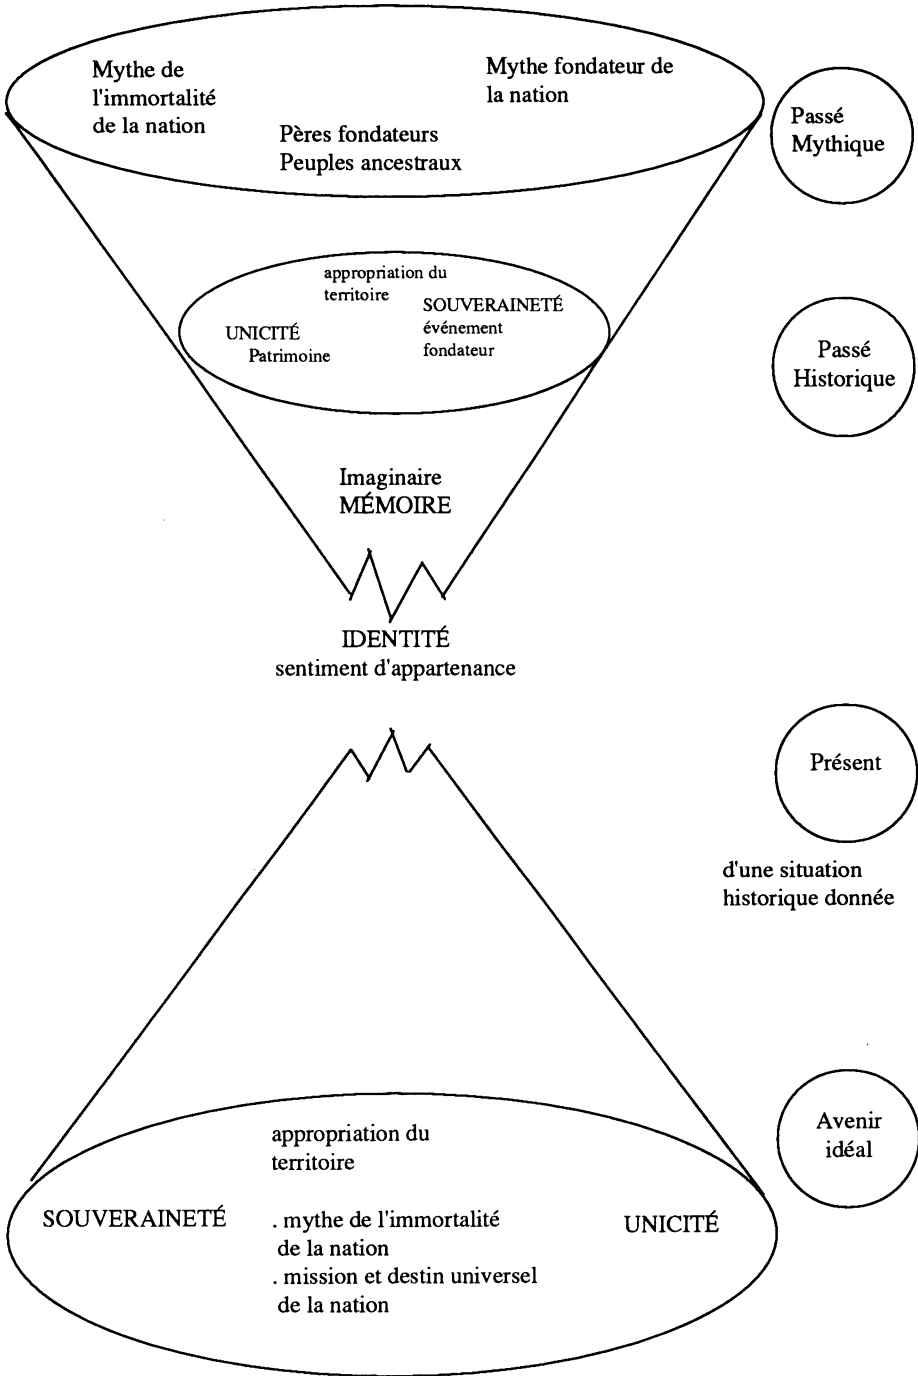 Mythe de
l'immortalité
de la nation
Mythe fondateur de
la nation
Pères fondateurs
Peuples ancestraux
Passé
Mythique
appropriation du
territoire
SOUVERAINETÉ
événement
fondateur
UNICITÉ
Patrimoine
Passé
Historique
Imaginaire
MÉMOIRE
IDENTITÉ
sentiment d'appartenance
Présent
d'une situation
historique donnée
Avenir
idéal
appropriation du
territoire
SOUVERAINETÉ
. mythe de l'immortalité
de la nation
. mission et destin universel
de la nation
UNICITÉ